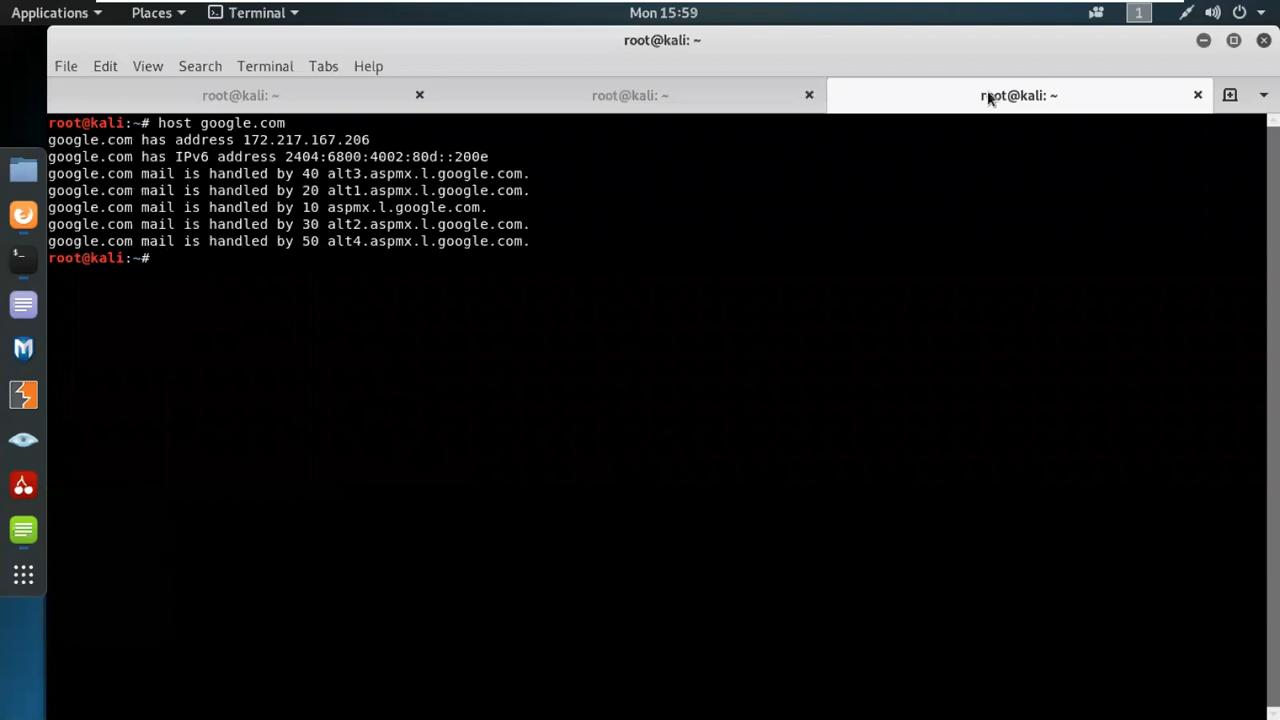 Applications Places Terminal Mon 15:59 1
root@kali: ~
File Edit View Search Terminal Tabs Help
root@kali: ~ root@kali: ~ root@kali: ~
root@kali:~# host google.com
google.com has address 172.217.167.206
google.com has IPv6 address 2404:6800:4002:80d::200e
google.com mail is handled by 40 alt3.aspmx.l.google.com.
google.com mail is handled by 20 alt1.aspmx.l.google.com.
google.com mail is handled by 10 aspmx.l.google.com.
google.com mail is handled by 30 alt2.aspmx.l.google.com.
google.com mail is handled by 50 alt4.aspmx.l.google.com.
root@kali:~#